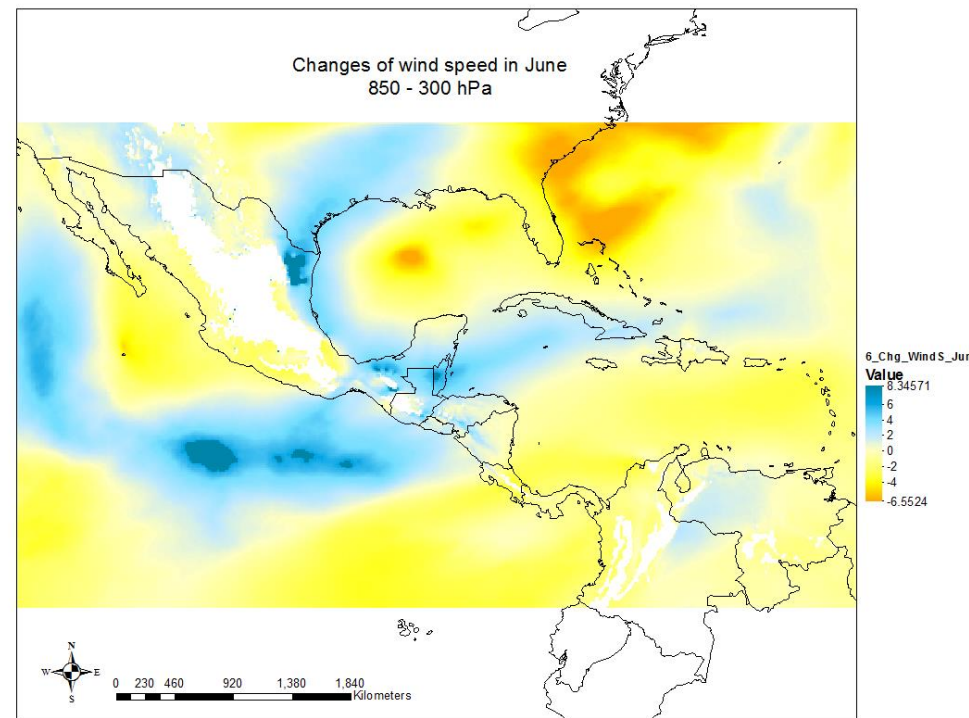 Changes of wind speed in June
850 - 300 hPa
6_Chg_WindS_Jun
Value
8.34571
6
4
2
0
-2
-4
-6.5524
N
W E
S
0 230 460 920 1,380 1,840
Kilometers